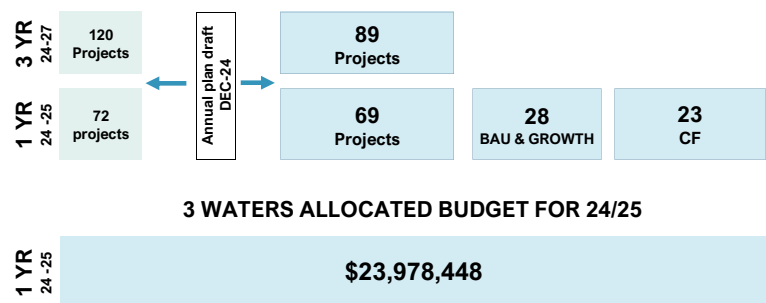 3 YR
24-27
120
Projects
Annual plan draft
DEC-24
89
Projects
1 YR
24 -25
72
projects
69
Projects
28
BAU & GROWTH
23
CF
3 WATERS ALLOCATED BUDGET FOR 24/25
1 YR
24 -25
$23,978,448